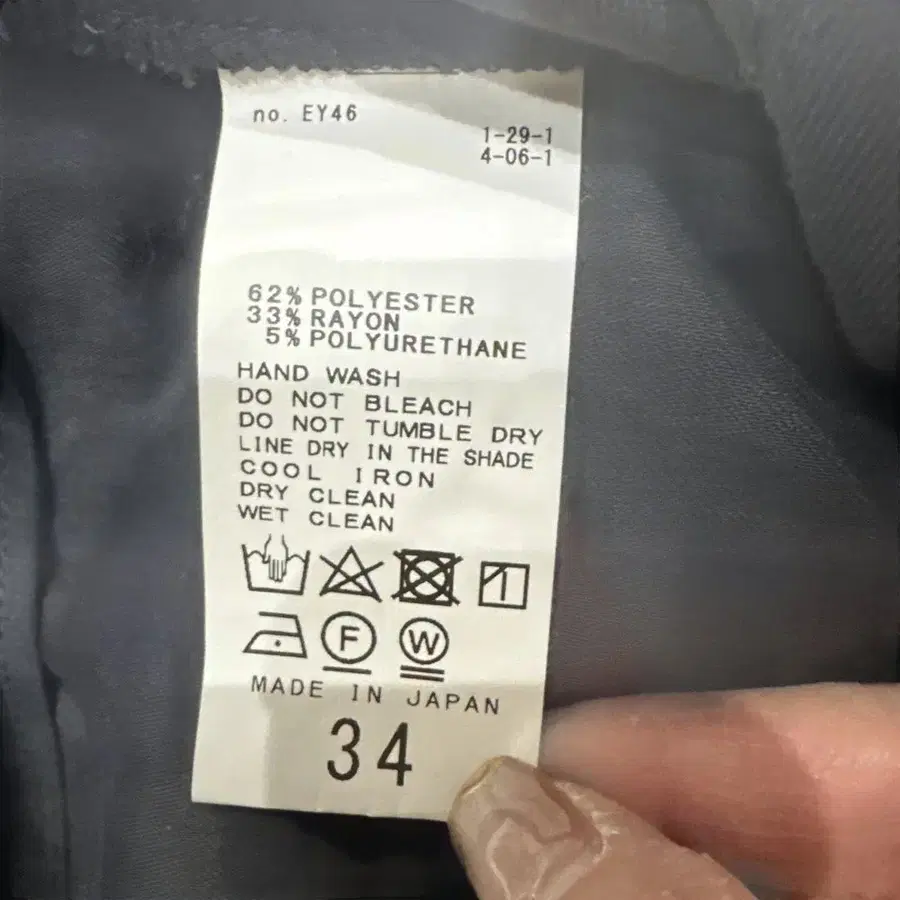 no. EY46
1-29-1
4-06-1
62% POLYESTER
33% RAYON
5% POLYURETHANE
HAND WASH
DO NOT BLEACH
DO NOT TUMBLE DRY
LINE DRY IN THE SHADE
COOL IRON
DRY CLEAN
WET CLEAN
F W
MADE IN JAPAN
34